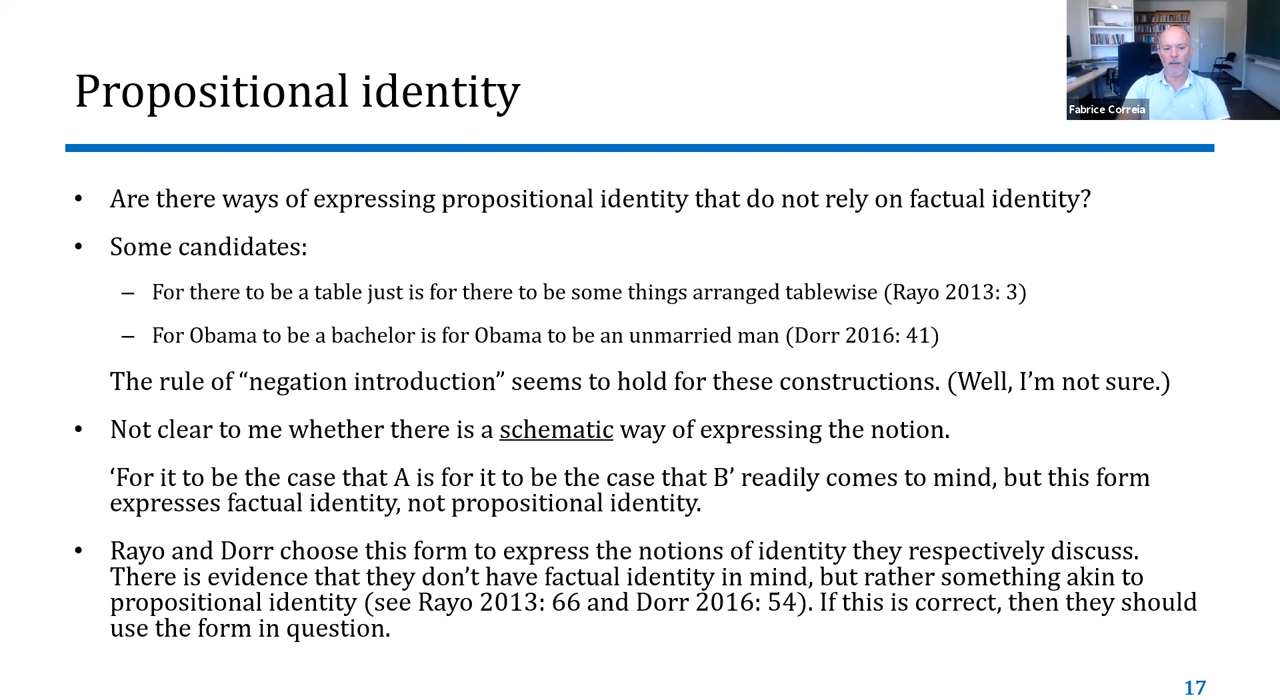 Propositional identity
Fabrice Correia
• Are there ways of expressing propositional identity that do not rely on factual identity?
• Some candidates:
– For there to be a table just is for there to be some things arranged tablewise (Rayo 2013: 3)
– For Obama to be a bachelor is for Obama to be an unmarried man (Dorr 2016: 41)
The rule of “negation introduction” seems to hold for these constructions. (Well, I’m not sure.)
• Not clear to me whether there is a schematic way of expressing the notion.
‘For it to be the case that A is for it to be the case that B’ readily comes to mind, but this form
expresses factual identity, not propositional identity.
• Rayo and Dorr choose this form to express the notions of identity they respectively discuss.
There is evidence that they don’t have factual identity in mind, but rather something akin to
propositional identity (see Rayo 2013: 66 and Dorr 2016: 54). If this is correct, then they should
use the form in question.
17